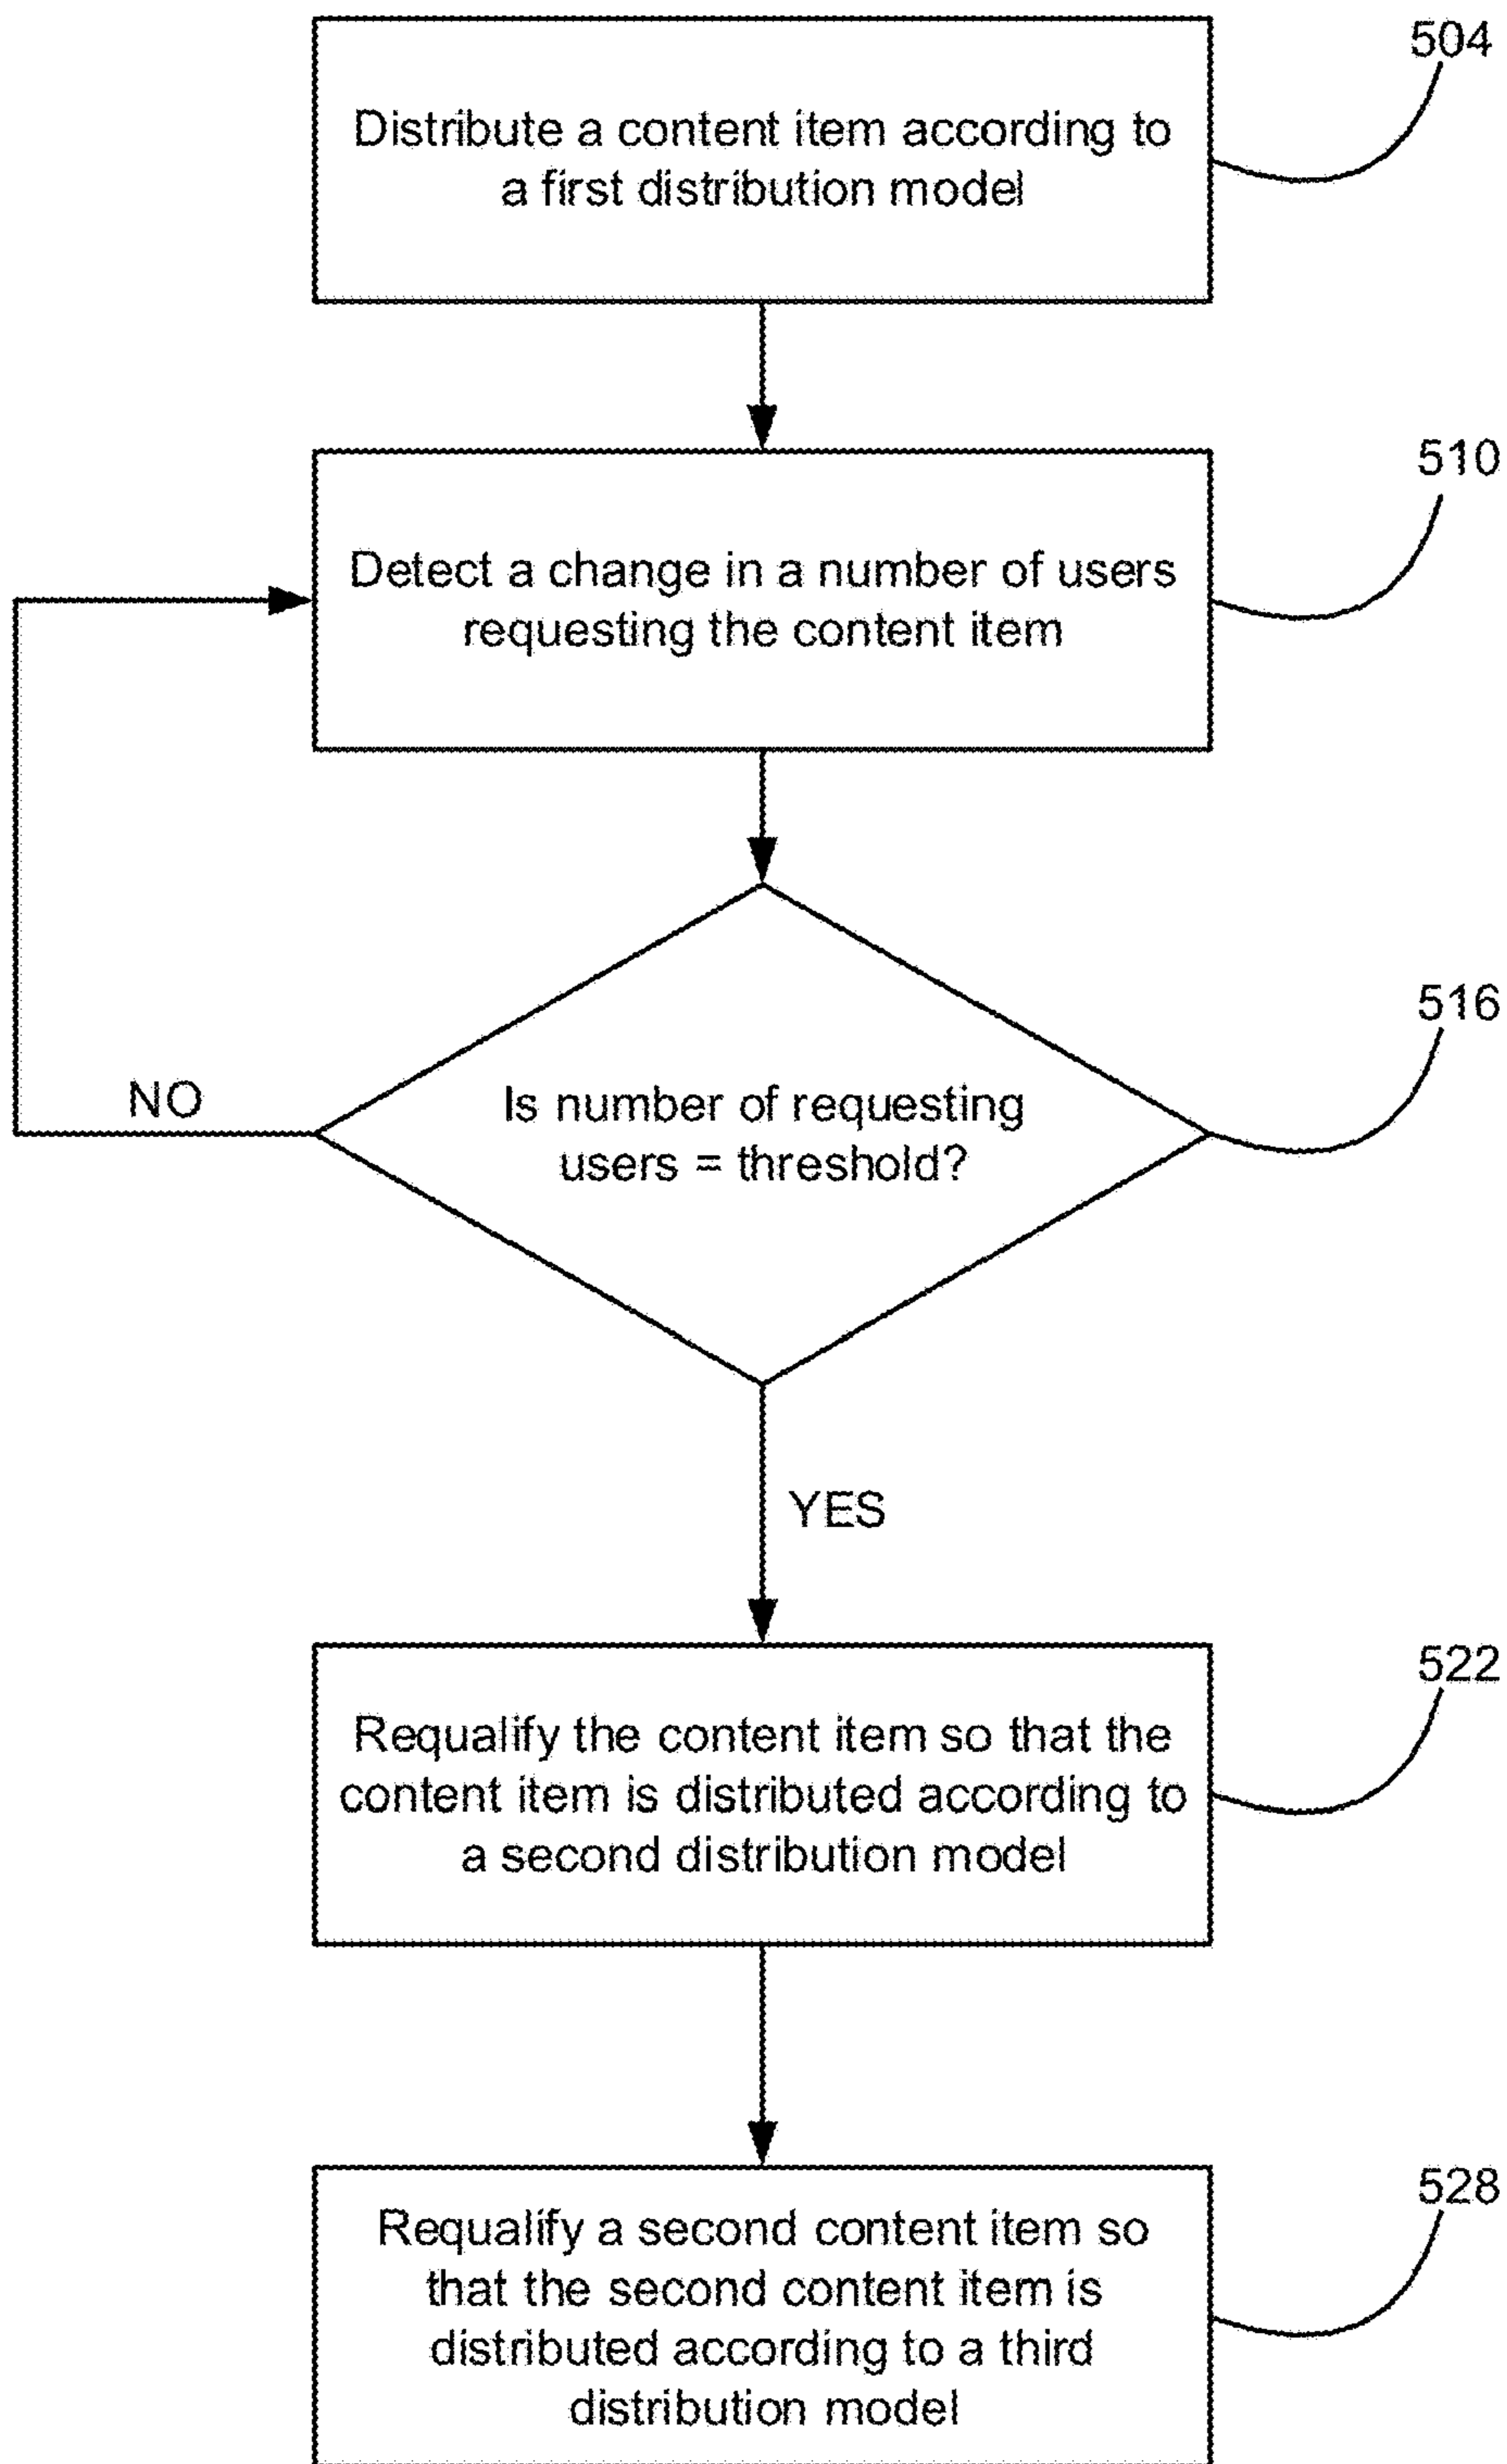 504
Distribute a content item according to
a first distribution model
510
Detect a change in a number of users
requesting the content item
516
NO
Is number of requesting
users = threshold?
YES
522
Requalify the content item so that the
content item is distributed according to
a second distribution model
528
Requalify a second content item so
that the second content item is
distributed according to a third
distribution model